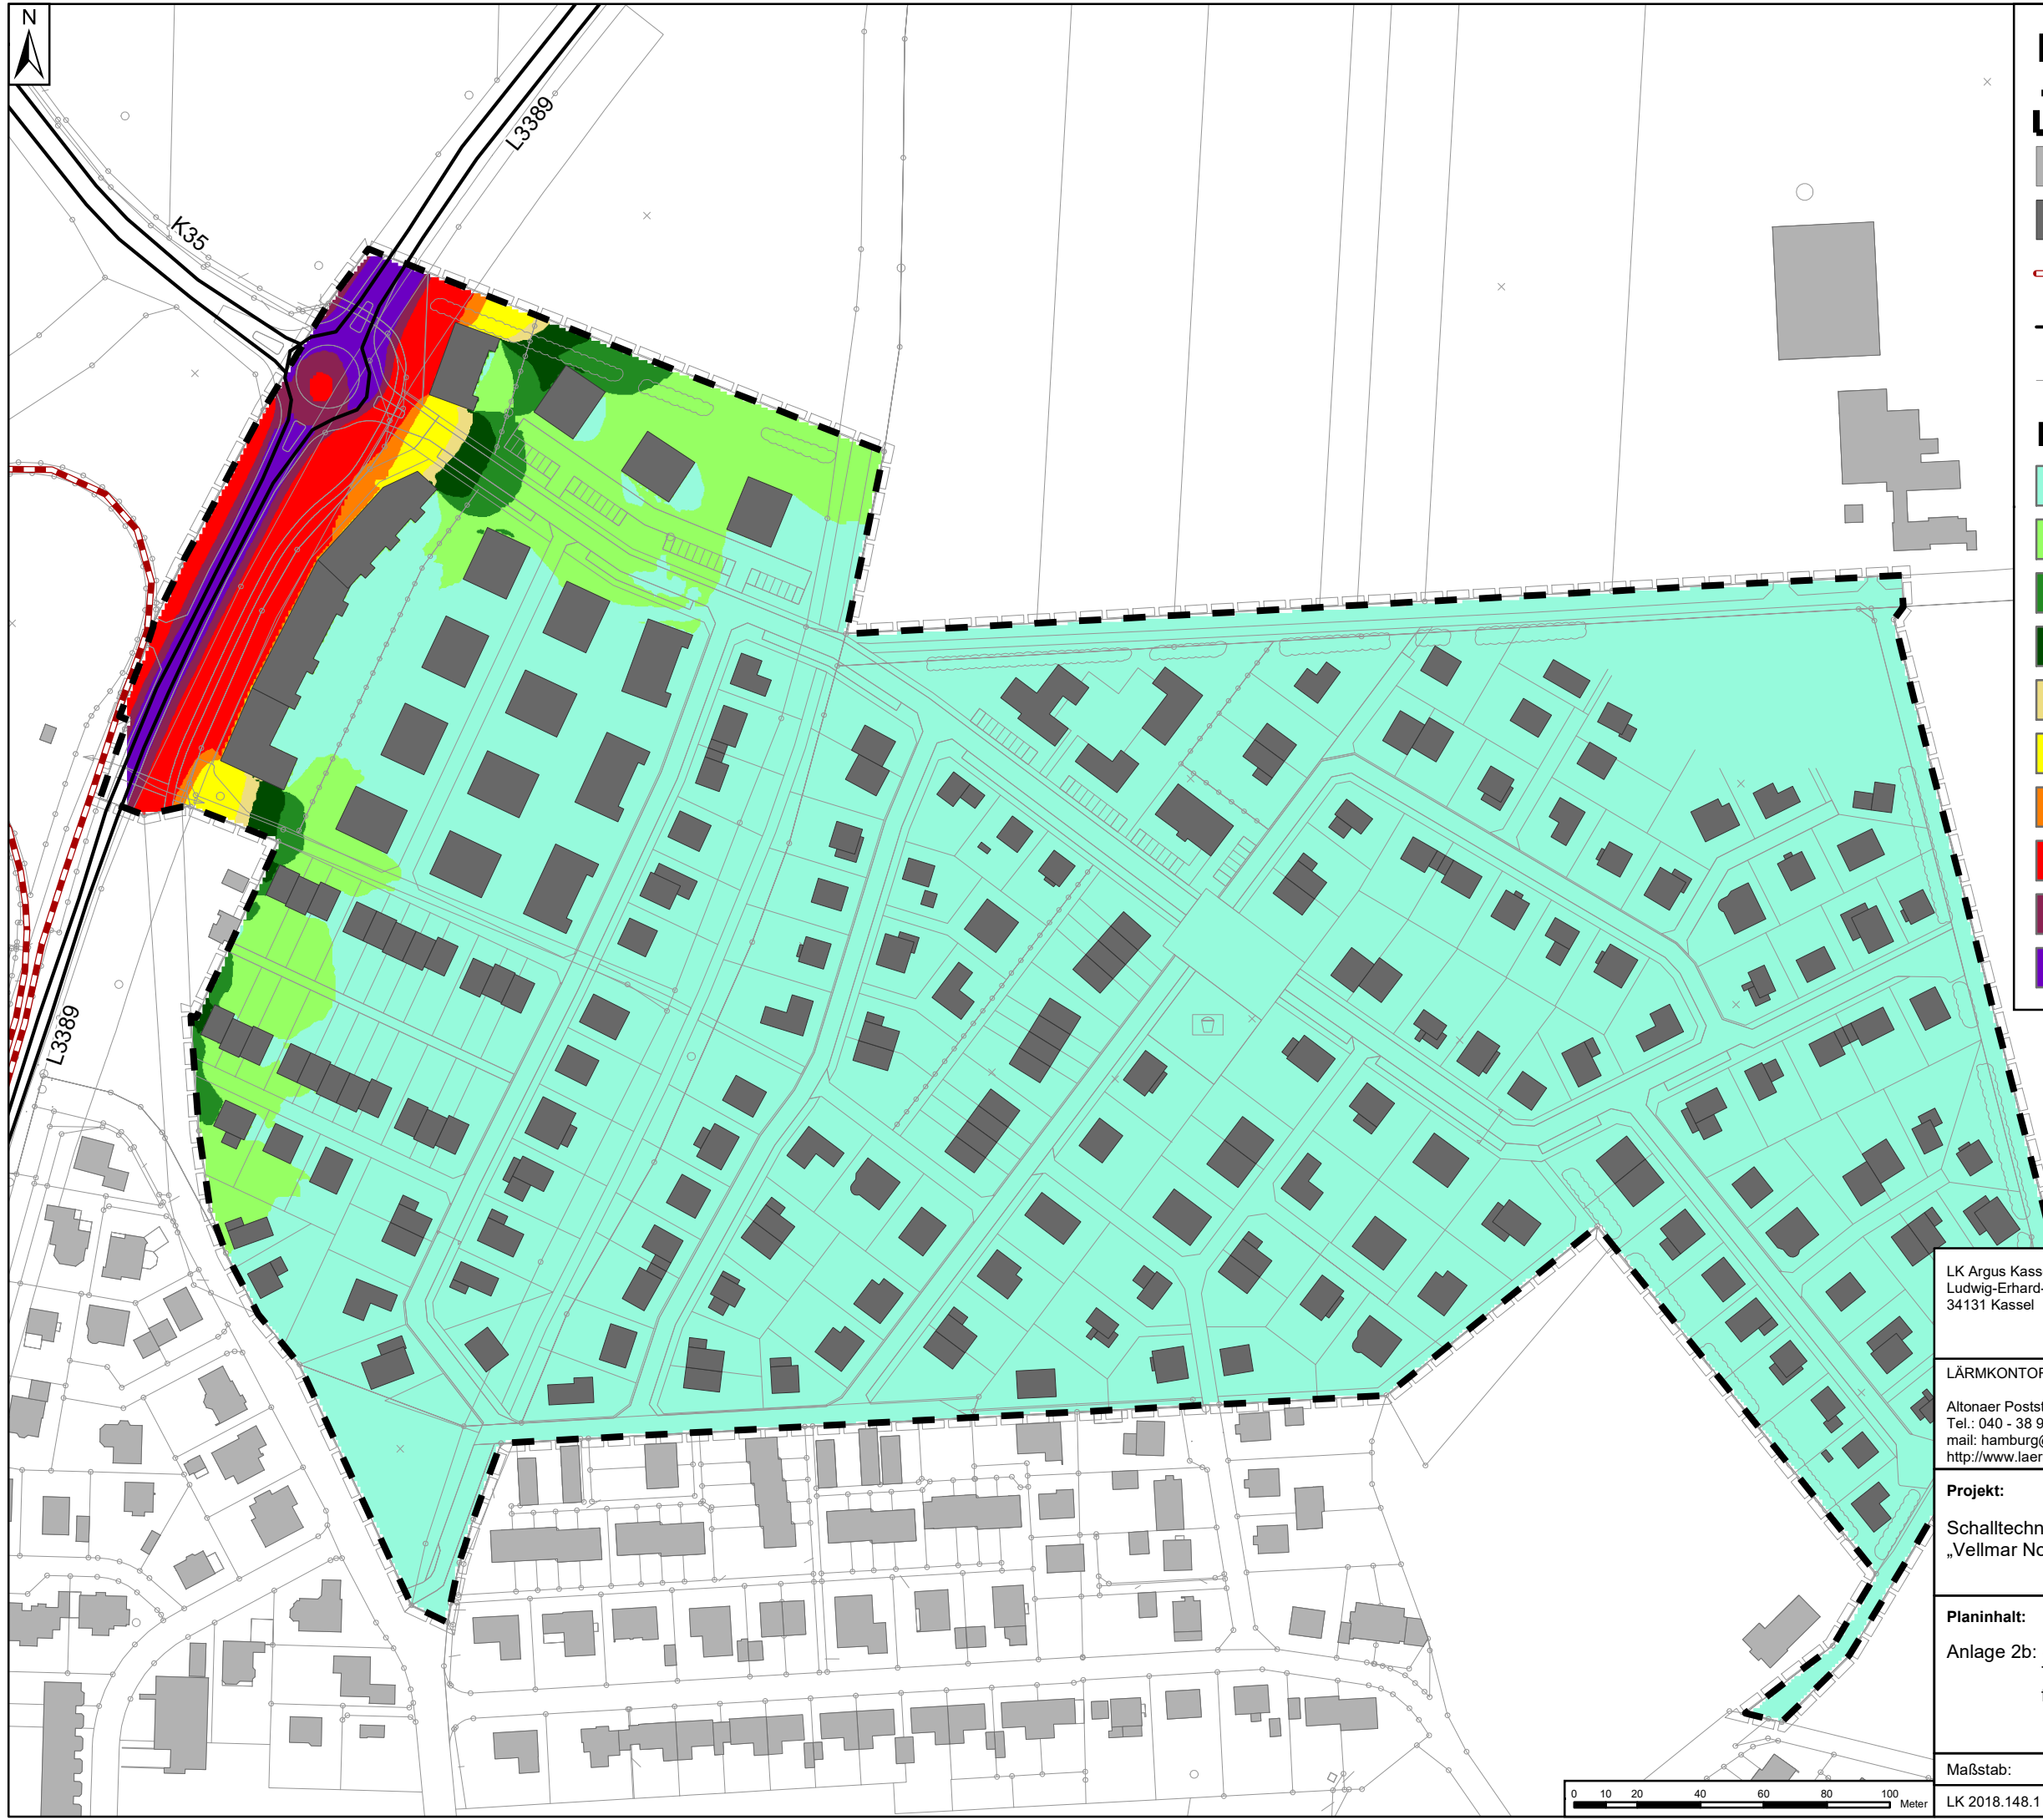 N
L3389
K35
L3389
LK Argus Kass
Ludwig-Erhard-
34131 Kassel
LÄRMKONTOR
Altonaer Postst
Tel.: 040 - 38 9
mail: hamburg@
http://www.laer
Projekt:
Schalltechn
„Vellmar No
Planinhalt:
Anlage 2b:
Maßstab:
0 10 20 40 60 80 100
Meter
LK 2018.148.1